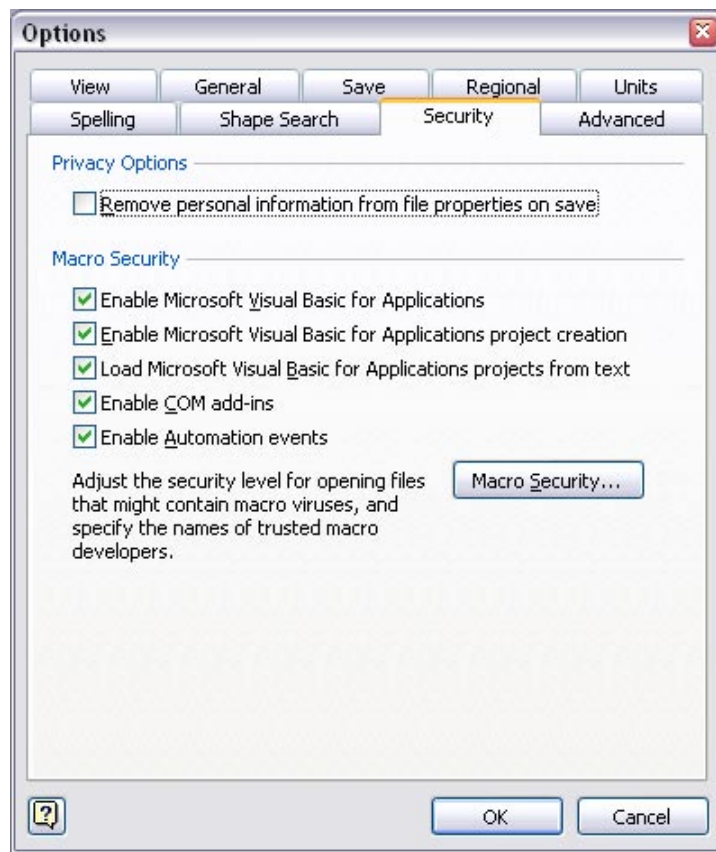 Options
View General Save Regional Units
Spelling Shape Search Security Advanced
Privacy Options
Remove personal information from file properties on save
Macro Security
Enable Microsoft Visual Basic for Applications
Enable Microsoft Visual Basic for Applications project creation
Load Microsoft Visual Basic for Applications projects from text
Enable COM add-ins
Enable Automation events
Adjust the security level for opening files
that might contain macro viruses, and
specify the names of trusted macro
developers.
Macro Security...
?
OK Cancel